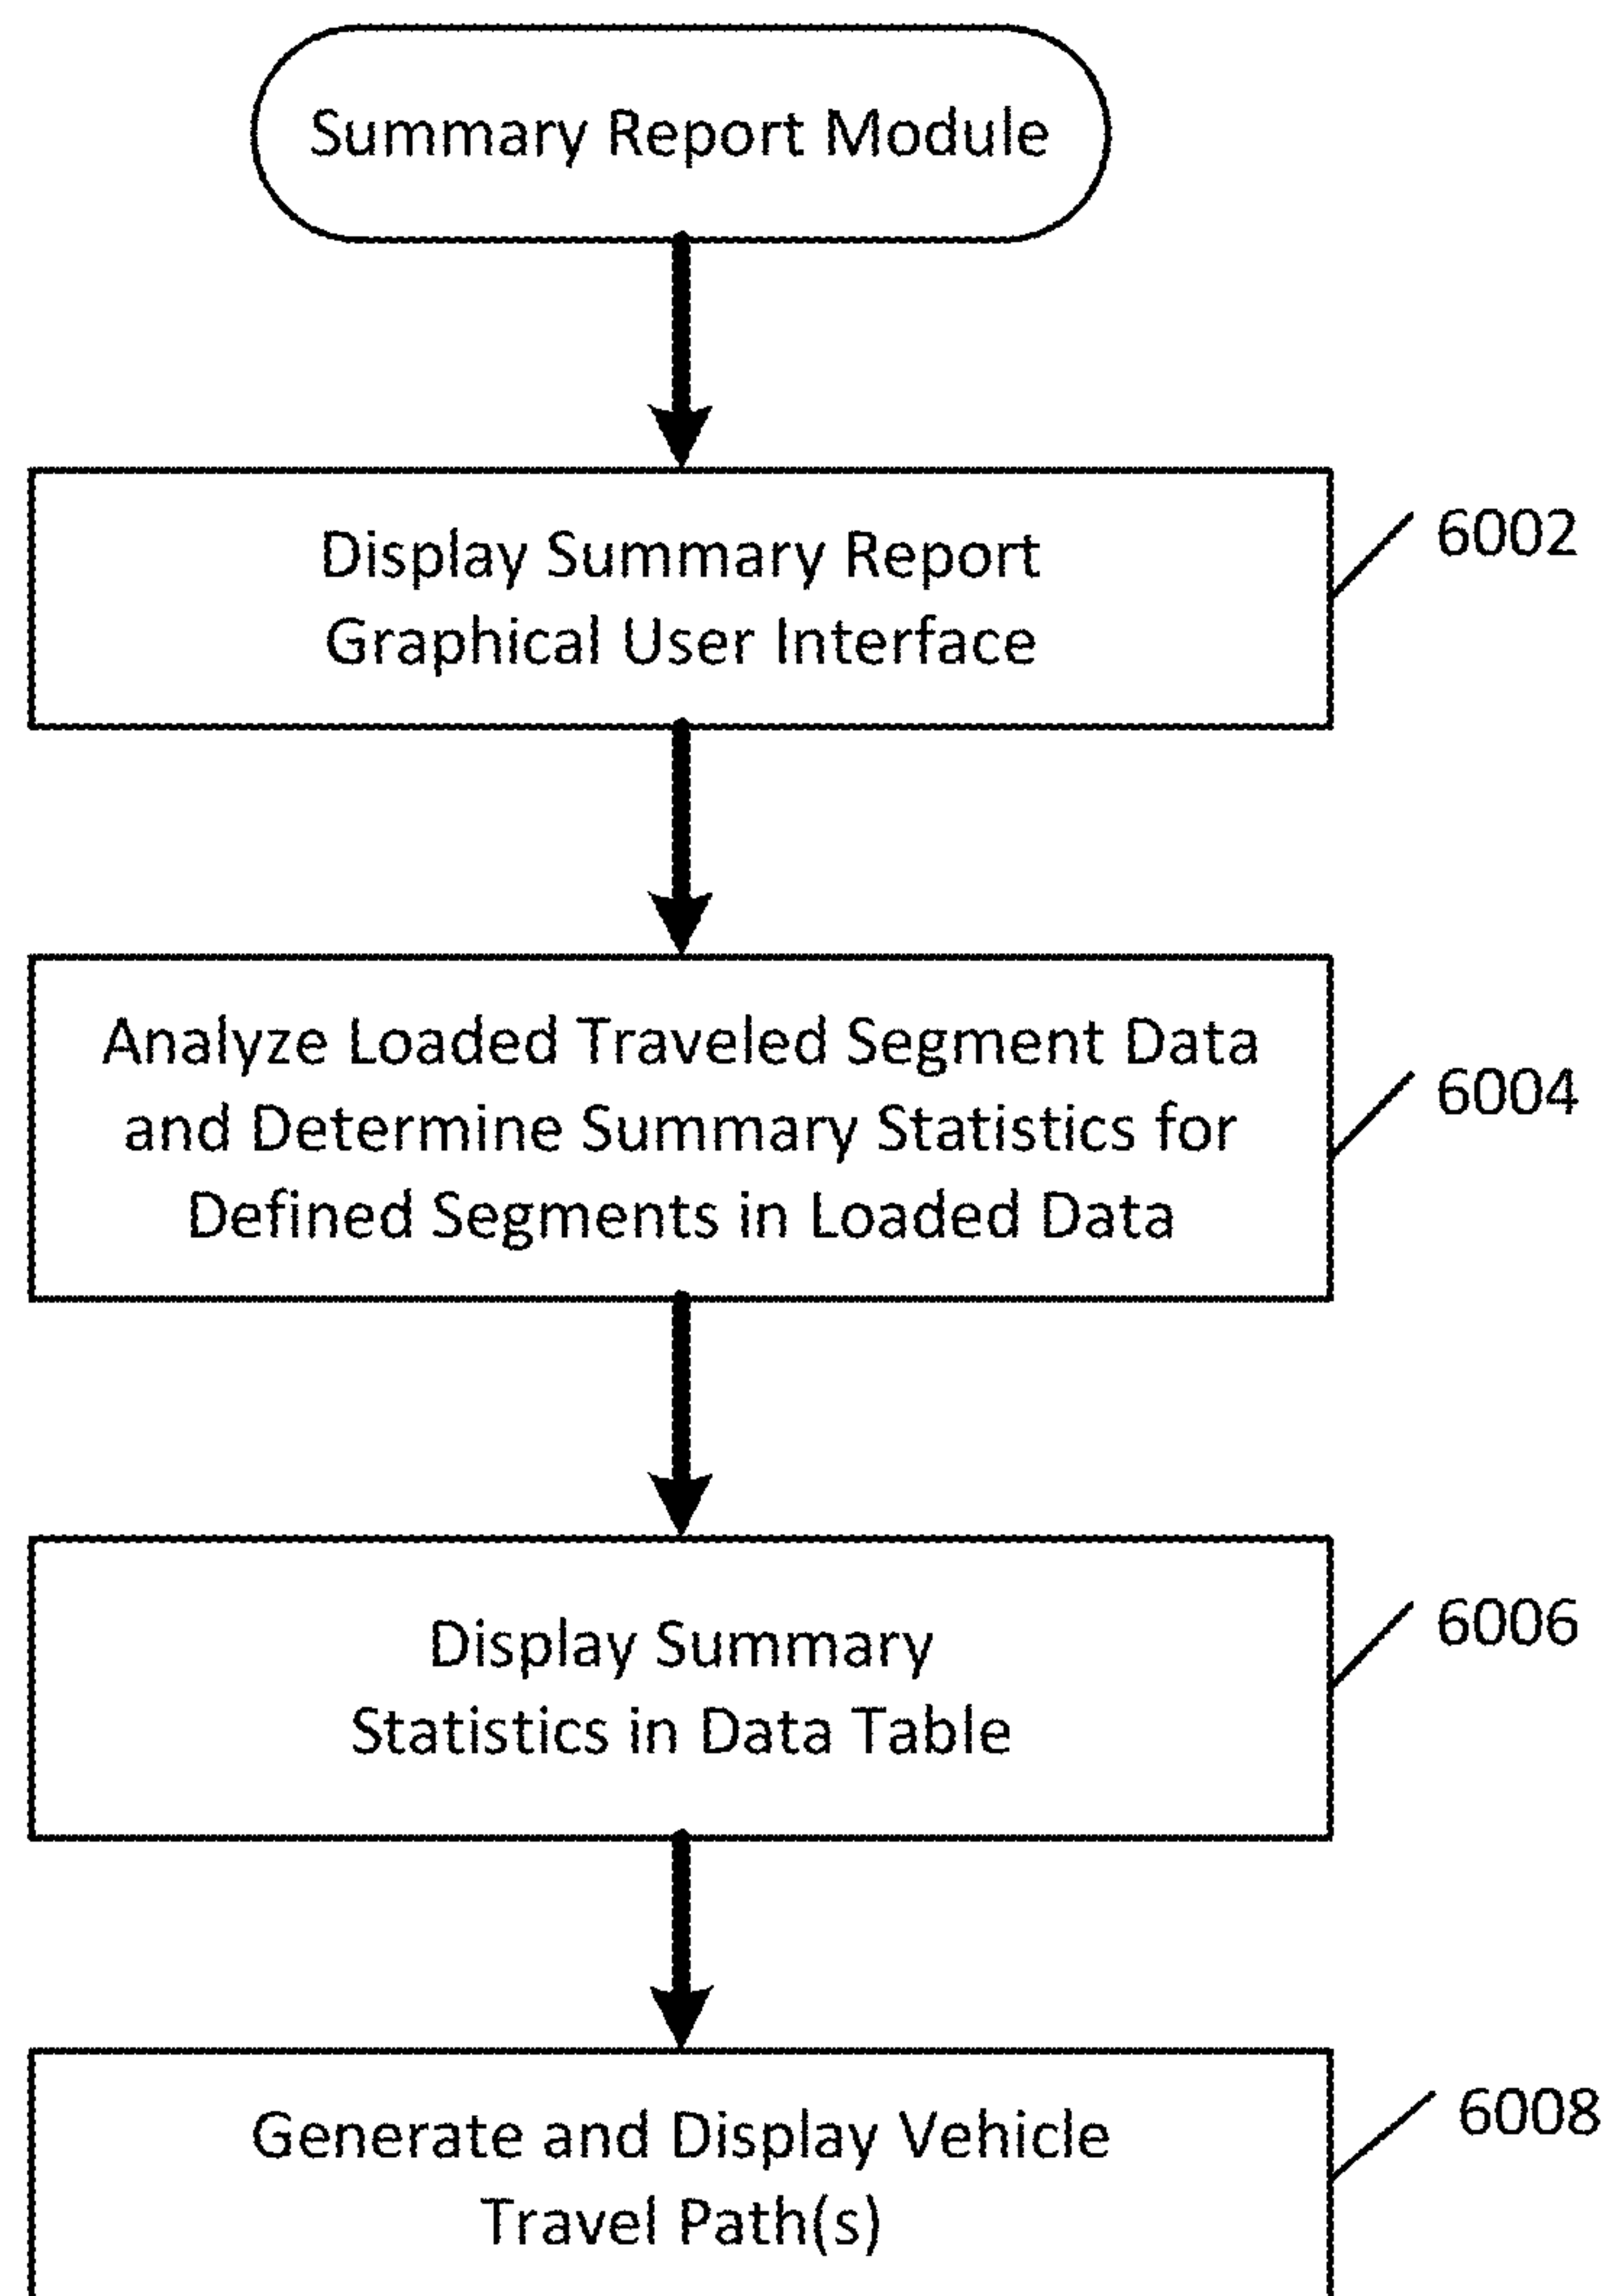 Summary Report Module
Display Summary Report
Graphical User Interface
6002
Analyze Loaded Traveled Segment Data
and Determine Summary Statistics for
Defined Segments in Loaded Data
6004
Display Summary
Statistics in Data Table
6006
Generate and Display Vehicle
Travel Path(s)
6008